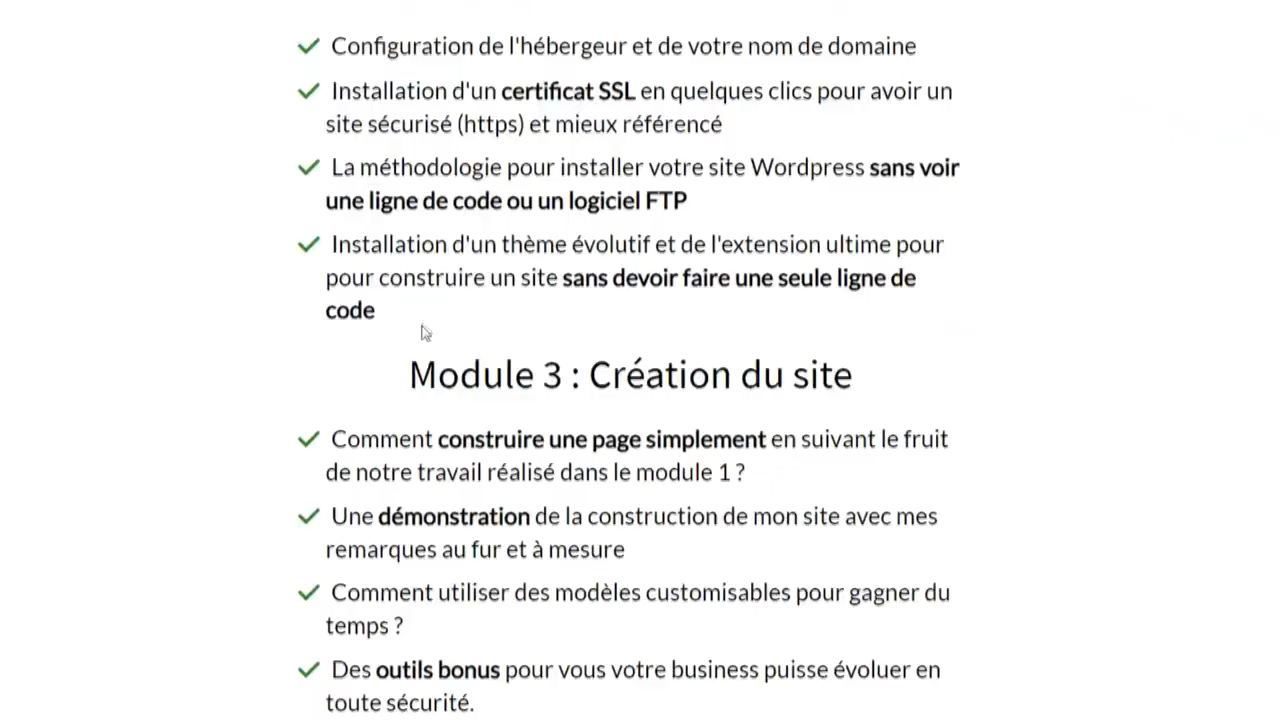 Configuration de l'hébergeur et de votre nom de domaine
Installation d'un certificat SSL en quelques clics pour avoir un
site sécurisé (https) et mieux référencé
La méthodologie pour installer votre site Wordpress sans voir
une ligne de code ou un logiciel FTP
Installation d'un thème évolutif et de l'extension ultime pour
pour construire un site sans devoir faire une seule ligne de
code
Module 3 : Création du site
Comment construire une page simplement en suivant le fruit
de notre travail réalisé dans le module 1 ?
Une démonstration de la construction de mon site avec mes
remarques au fur et à mesure
Comment utiliser des modèles customisables pour gagner du
temps ?
Des outils bonus pour vous votre business puisse évoluer en
toute sécurité.